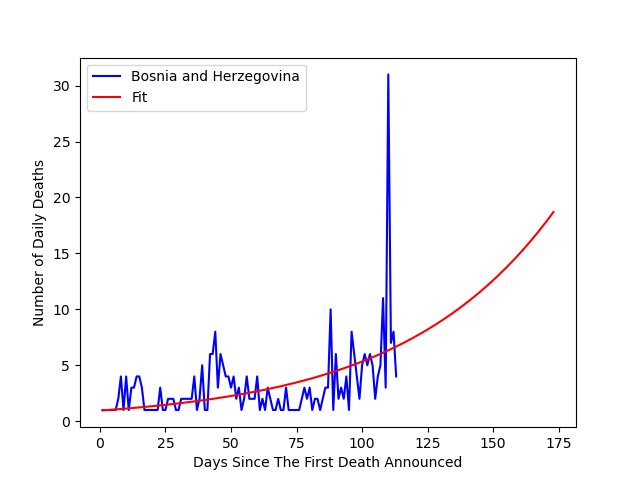 Bosnia and Herzegovina
Fit
Number of Daily Deaths
30
25
20
15
10
5
0
0 25 50 75 100 125 150 175
Days Since The First Death Announced